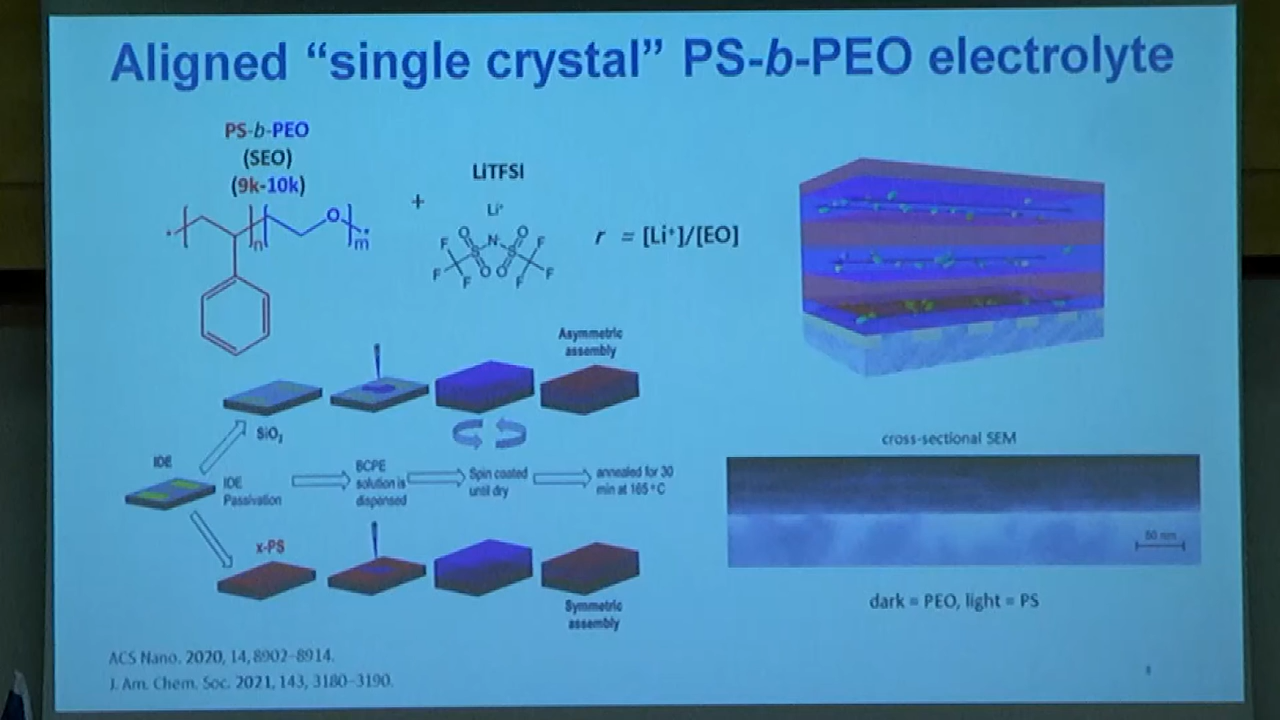 Aligned “single crystal” PS-b-PEO electrolyte
PS-b-PEO
(SEO)
(9k-10k)
n
O
m
+
LiTFSI
Li⁺
O N O
F S S F
F O O F
F F
r = [Li⁺]/[EO]
Asymmetric
assembly
SiO₂
IDE
IDE
Passivation
BCPE
solution is
dispensed
Spin coated
until dry
annealed for 30
min at 165 °C
x-PS
Symmetric
assembly
cross-sectional SEM
50 nm
dark = PEO, light = PS
ACS Nano. 2020, 14, 8902–8914.
J. Am. Chem. Soc. 2021, 143, 3180–3190.